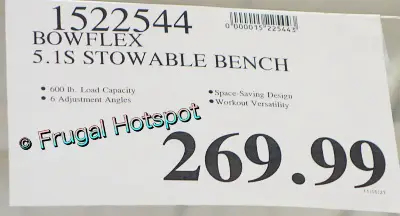 1522544
0000015225443
BOWFLEX
5.1S STOWABLE BENCH
• 600 lb. Load Capacity
• 6 Adjustment Angles
• Space-Saving Design
• Workout Versatility
© Frugal Hotspot
269.99